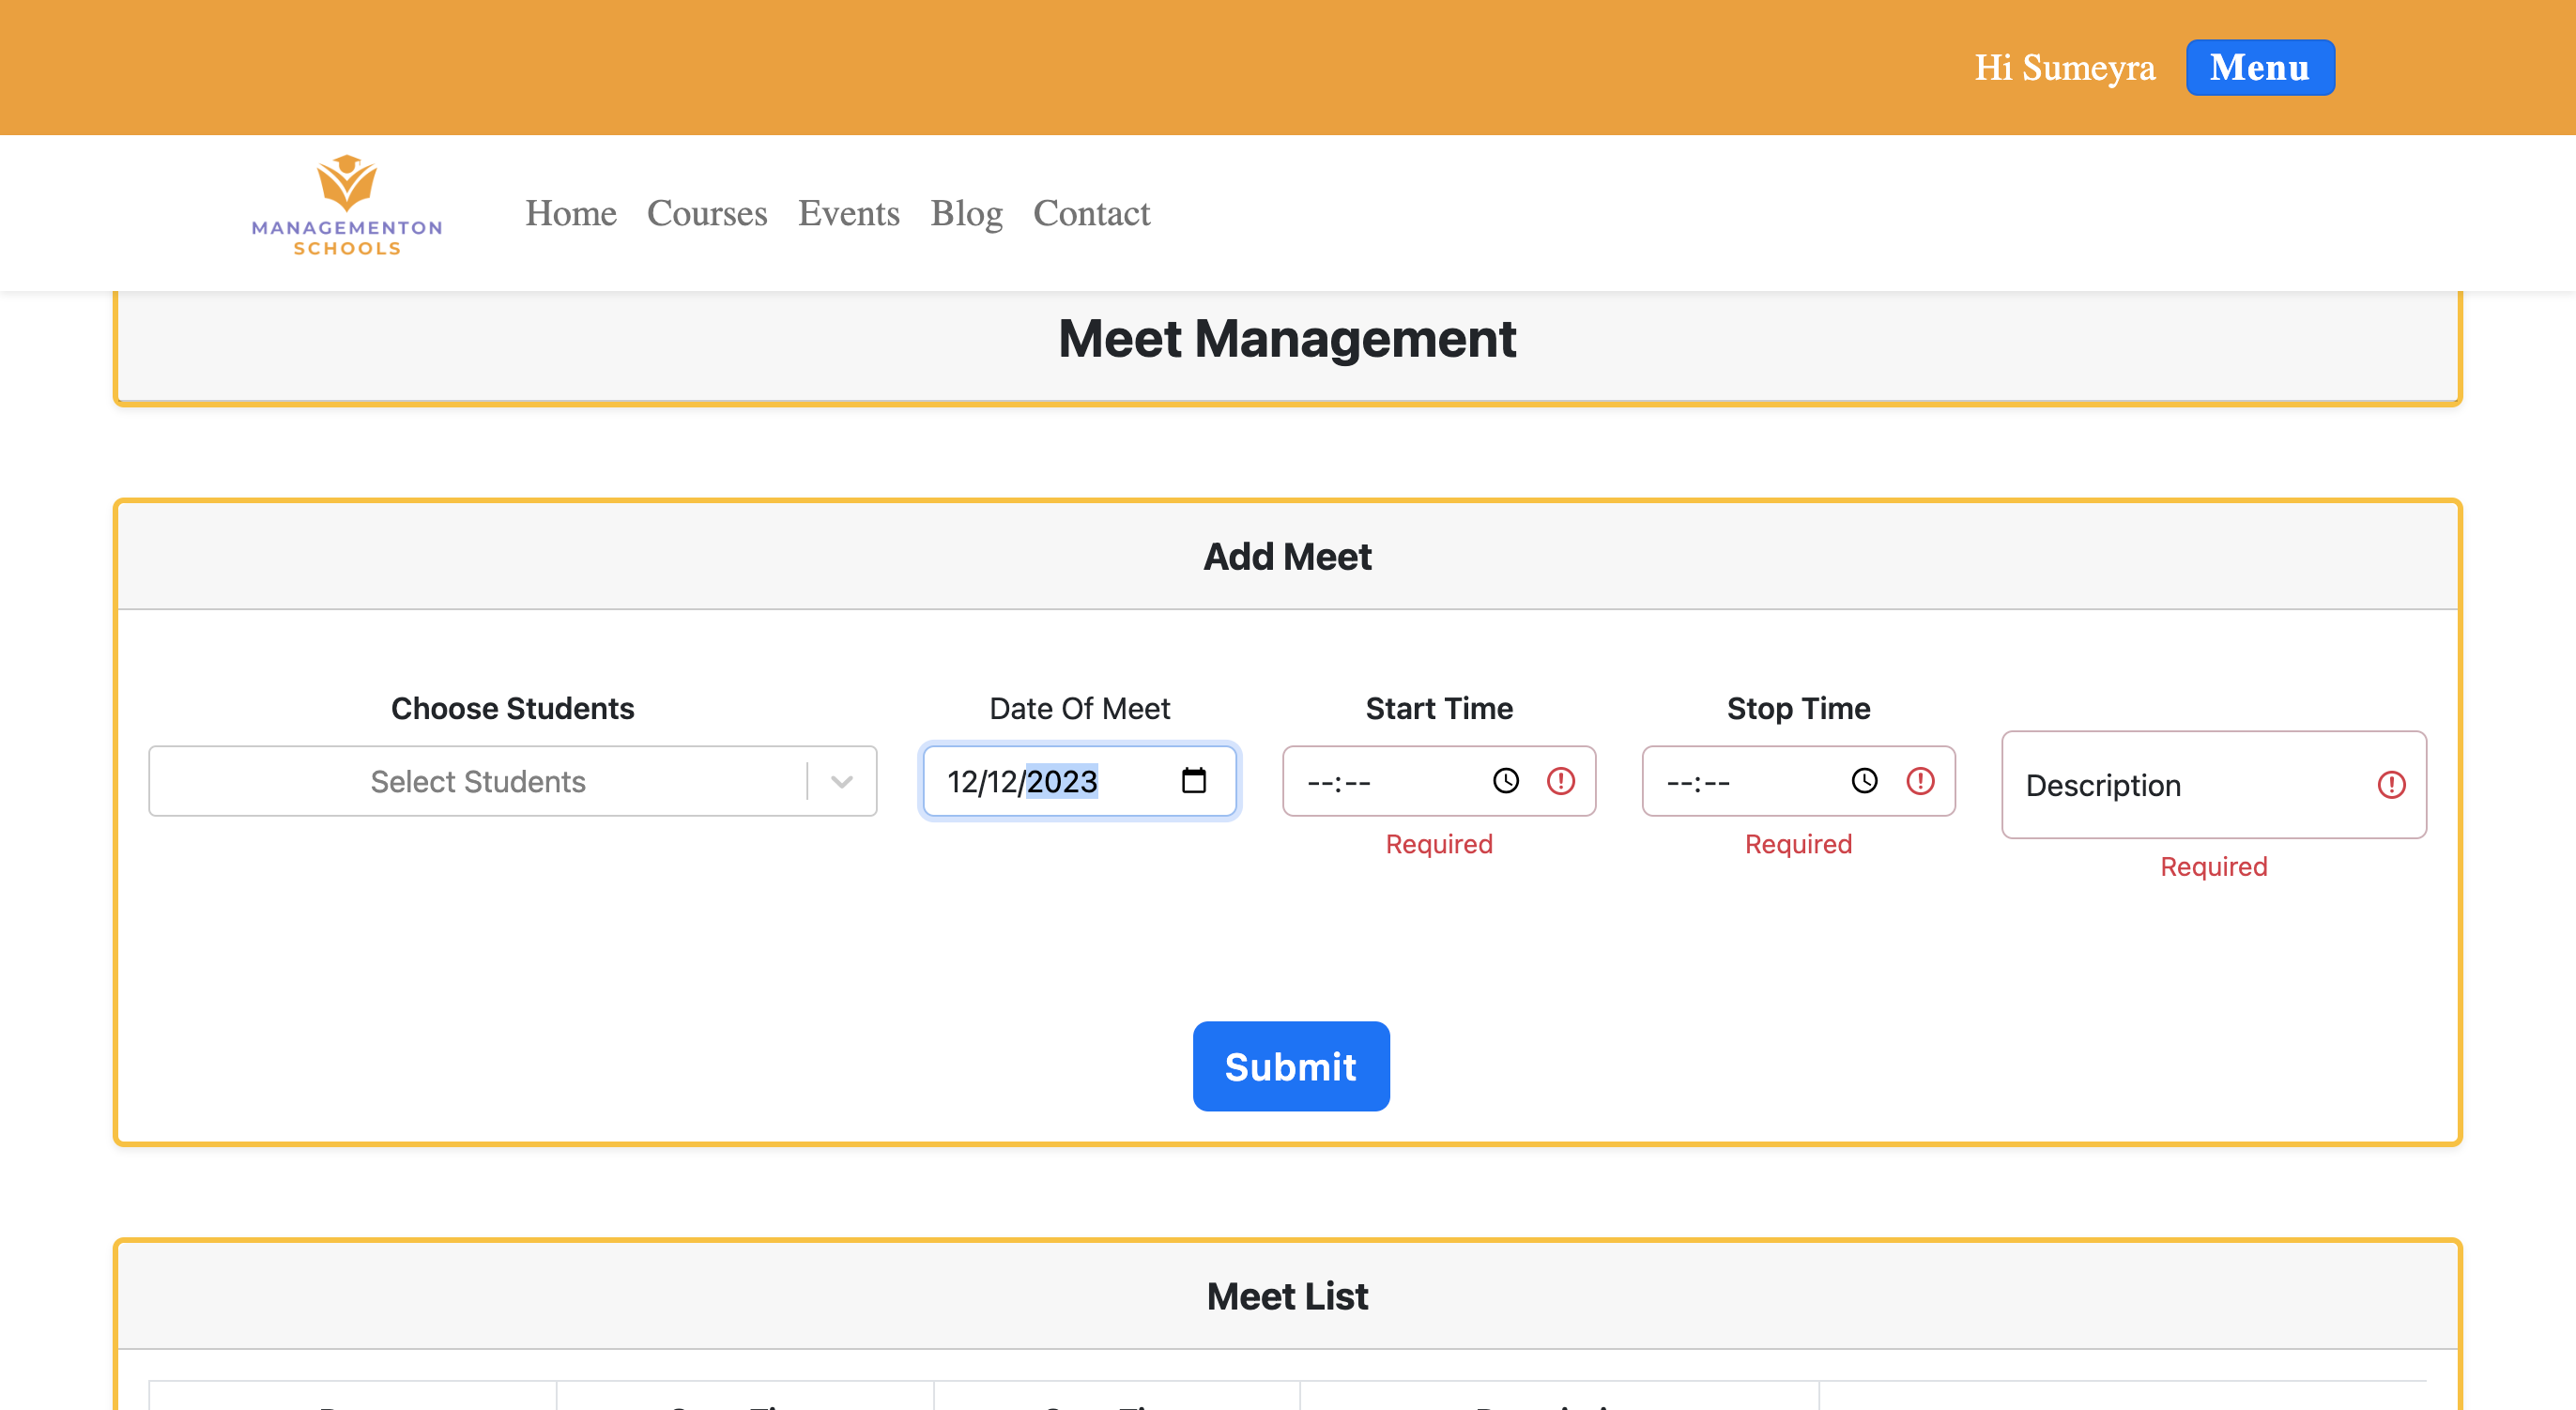 Hi Sumeyra Menu
MANAGEMENTON
SCHOOLS
Home Courses Events Blog Contact
Meet Management
Add Meet
Choose Students Date Of Meet Start Time Stop Time
Select Students 12/12/2023 --:-- --:-- Description
Required Required Required
Submit
Meet List